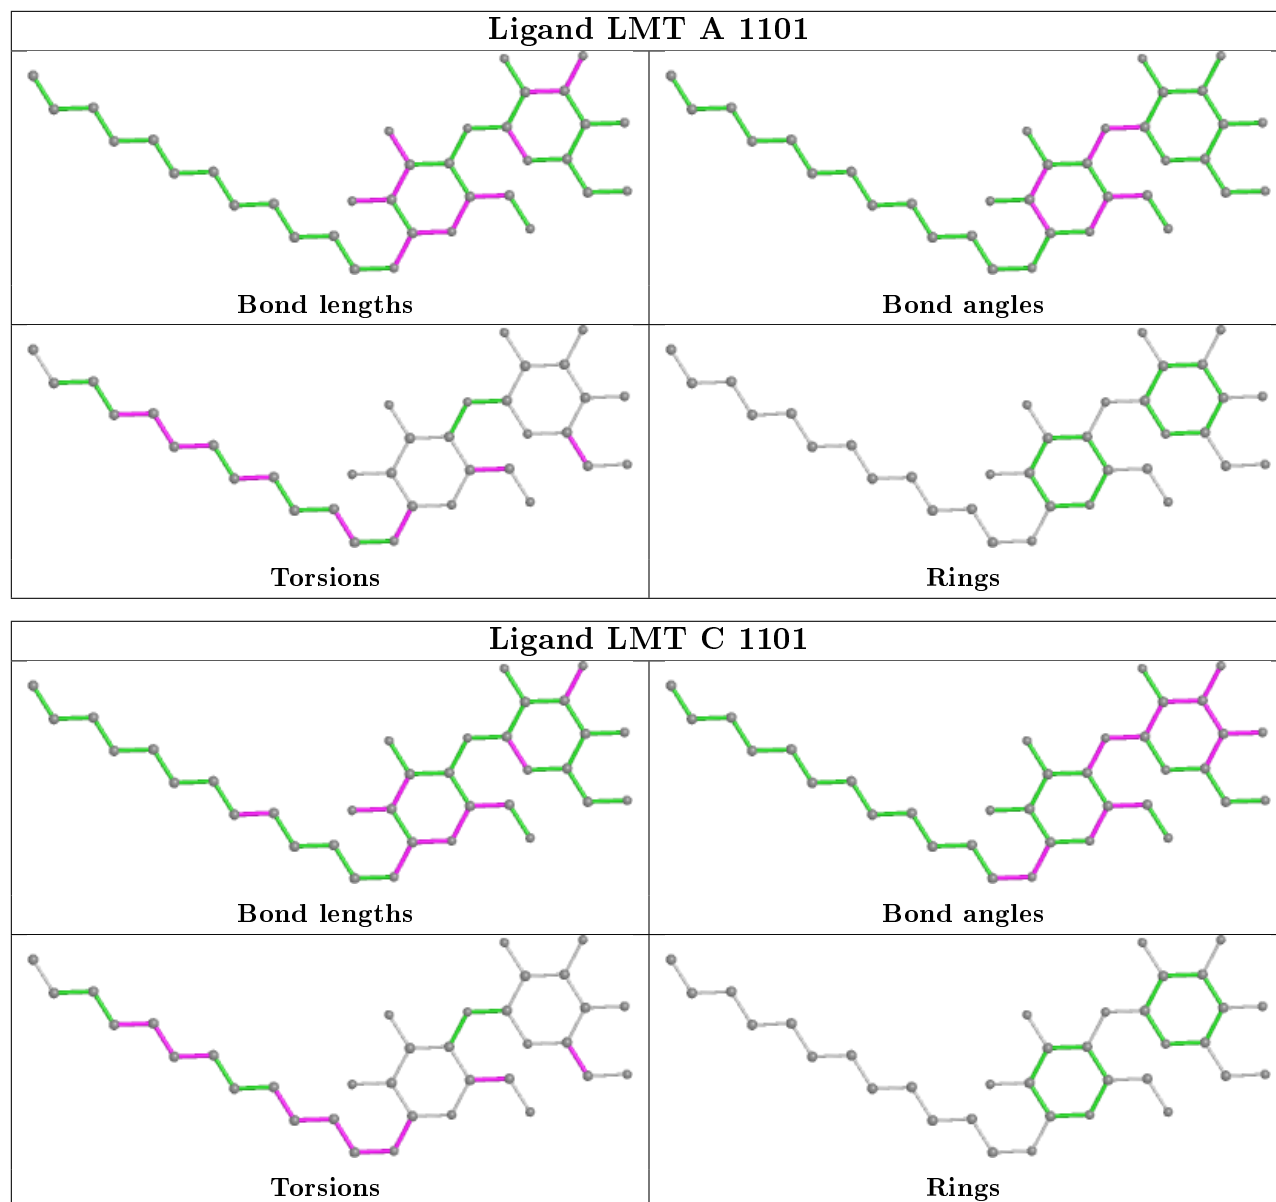 Ligand LMT A 1101
Bond lengths
Bond angles
Torsions
Rings
Ligand LMT C 1101
Bond lengths
Bond angles
Torsions
Rings